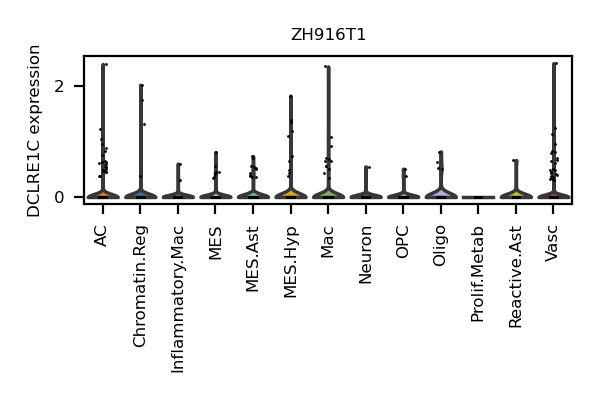 ZH916T1
DCLRE1C expression
2
0
AC
Chromatin.Reg
Inflammatory.Mac
MES
MES.Ast
MES.Hyp
Mac
Neuron
OPC
Oligo
Prolif.Metab
Reactive.Ast
Vasc